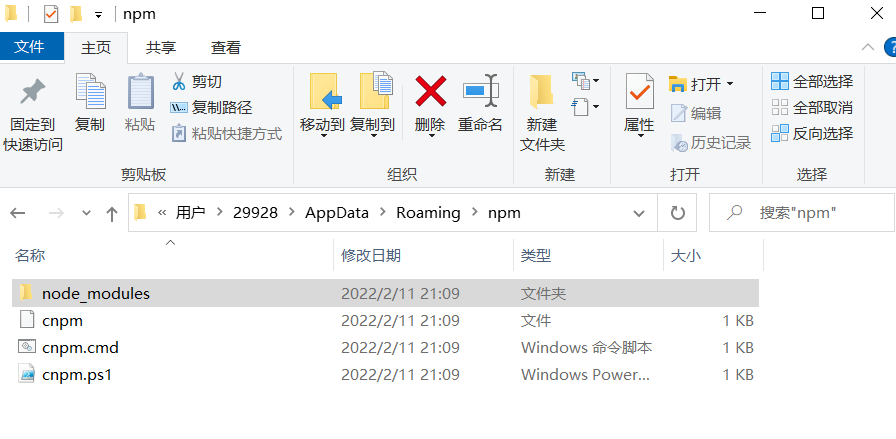 npm
文件 主页 共享 查看
固定到快速访问 复制 粘贴 剪切 复制路径 粘贴快捷方式 移动到 复制到 删除 重命名 新建文件夹 属性 打开 编辑 历史记录 全部选择 全部取消 反向选择
剪贴板 组织 新建 打开 选择
« 用户 > 29928 > AppData > Roaming > npm 搜索"npm"
名称 修改日期 类型 大小
node_modules 2022/2/11 21:09 文件夹
cnpm 2022/2/11 21:09 文件 1 KB
cnpm.cmd 2022/2/11 21:09 Windows 命令脚本 1 KB
cnpm.ps1 2022/2/11 21:09 Windows Power... 1 KB